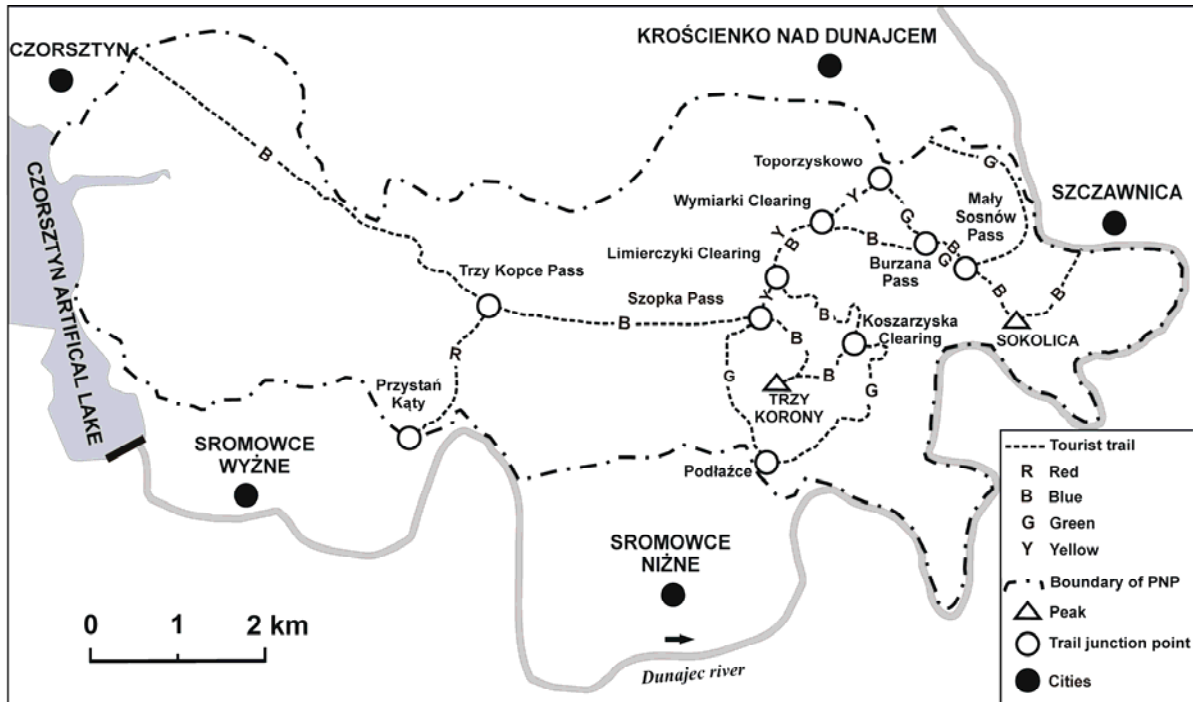 CZORSZTYN
KROŚCIENKO NAD DUNAJCEM
B
Toporzyskowo
G
SZCZAWNICA
Mały
Sosnów
Pass
Wymiarki Clearing
Y
G
Y
B
B
B
G
Burzana
Pass
Limierczyki Clearing
CZORSZTYN ARTIFICAL LAKE
Trzy Kopce Pass
Szopka Pass
Y
B
B
B
B
Koszarzyska
Clearing
SOKOLICA
B
R
G
B
G
TRZY
KORONY
Przystań
Kąty
SROMOWCE
WYŻNE
Podłaźce
SROMOWCE
NIŻNE
Dunajec river
0 1 2 km
Tourist trail
R Red
B Blue
G Green
Y Yellow
Boundary of PNP
Peak
Trail junction point
Cities